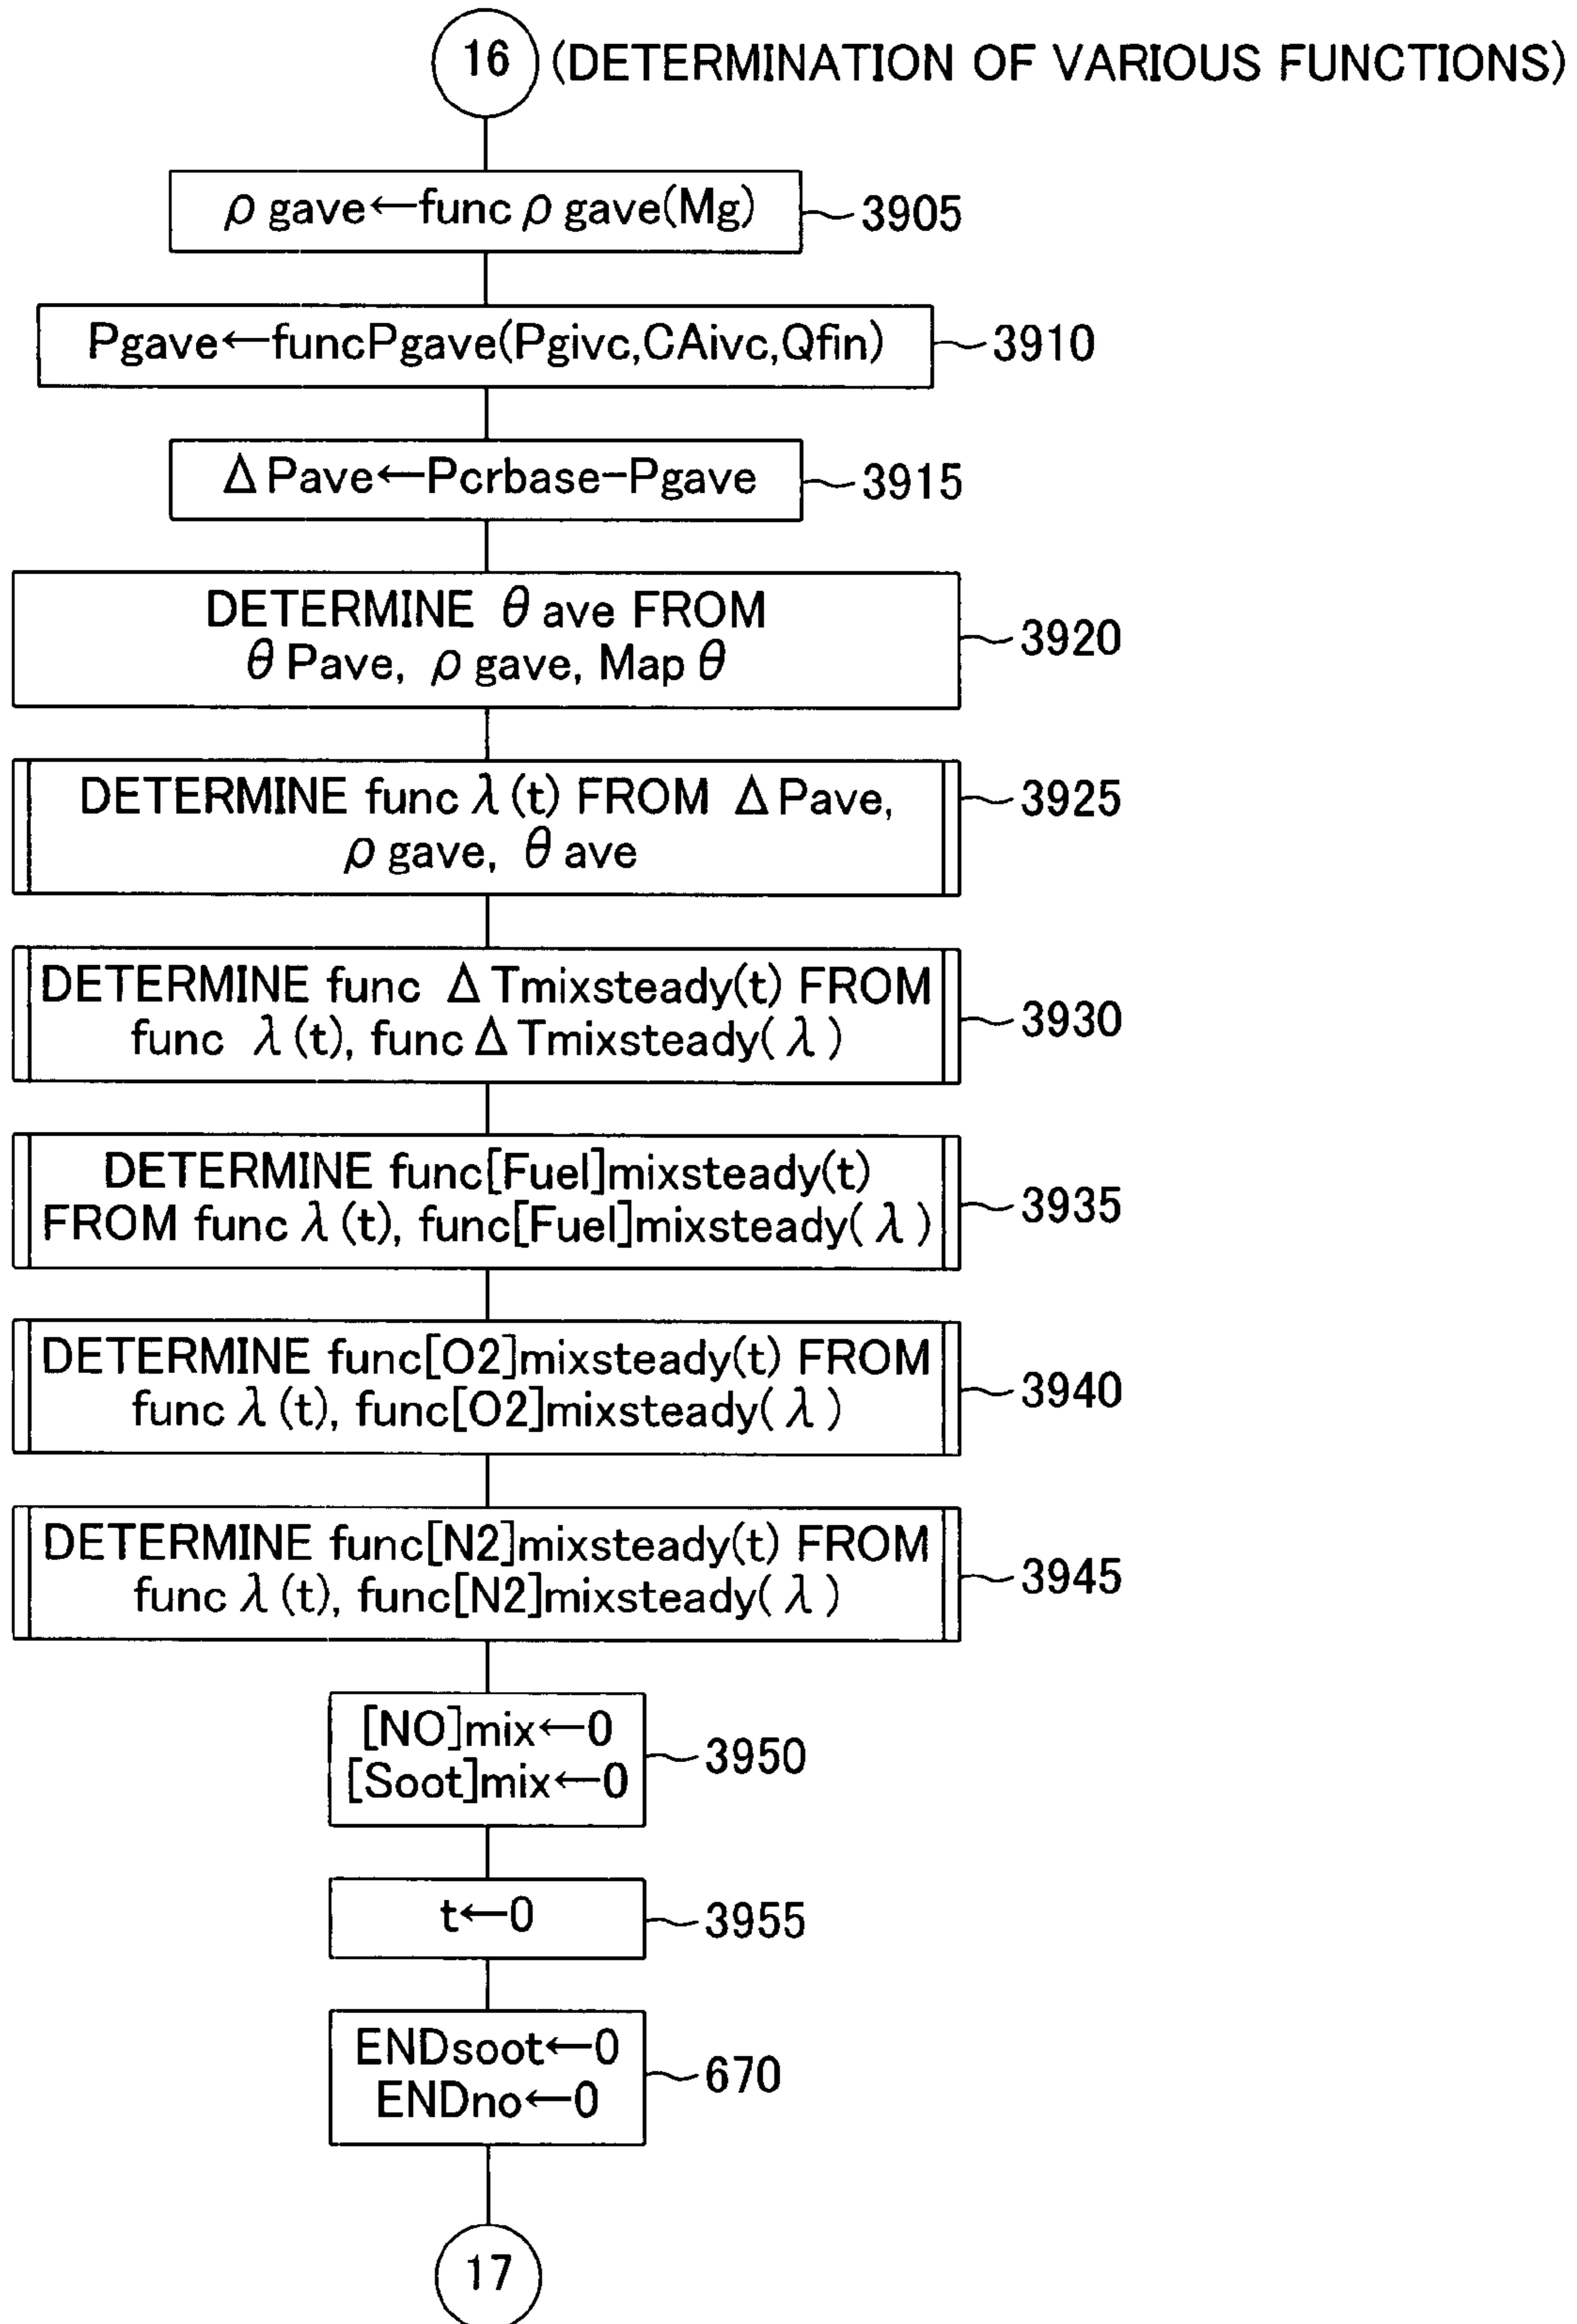 16 (DETERMINATION OF VARIOUS FUNCTIONS)
ρgave←funcρgave(Mg)
3905
Pgave←funcPgave(Pgivc,CAivc,Qfin)
3910
ΔPave←Pcrbase-Pgave
3915
DETERMINE θave FROM
θPave, ρgave, Mapθ
3920
DETERMINE funcλ(t) FROM ΔPave,
ρgave, θave
3925
DETERMINE func ΔTmixsteady(t) FROM
func λ(t), funcΔTmixsteady(λ)
3930
DETERMINE func[Fuel]mixsteady(t)
FROM funcλ(t), func[Fuel]mixsteady(λ)
3935
DETERMINE func[O2]mixsteady(t) FROM
funcλ(t), func[O2]mixsteady(λ)
3940
DETERMINE func[N2]mixsteady(t) FROM
funcλ(t), func[N2]mixsteady(λ)
3945
[NO]mix←0
[Soot]mix←0
3950
t←0
3955
ENDsoot←0
ENDno←0
670
17